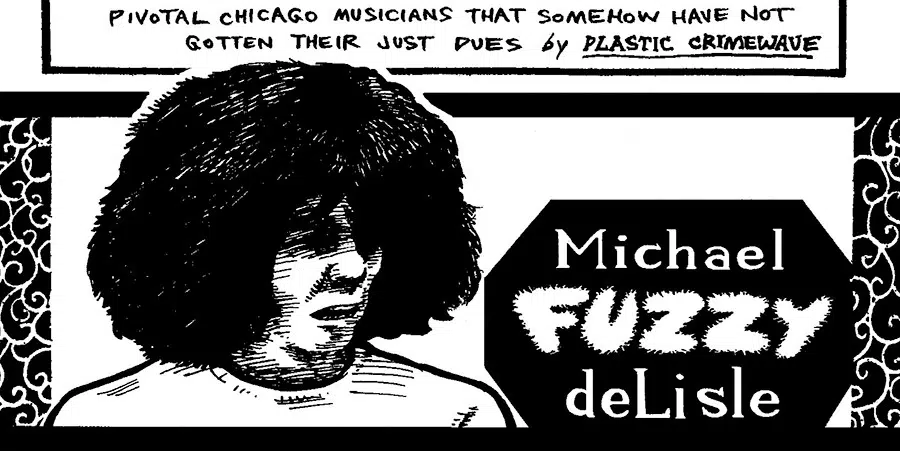 PIVOTAL CHICAGO MUSICIANS THAT SOMEHOW HAVE NOT
GOTTEN THEIR JUST DUES by PLASTIC CRIMEWAVE
Michael
FUZZY
deLisle